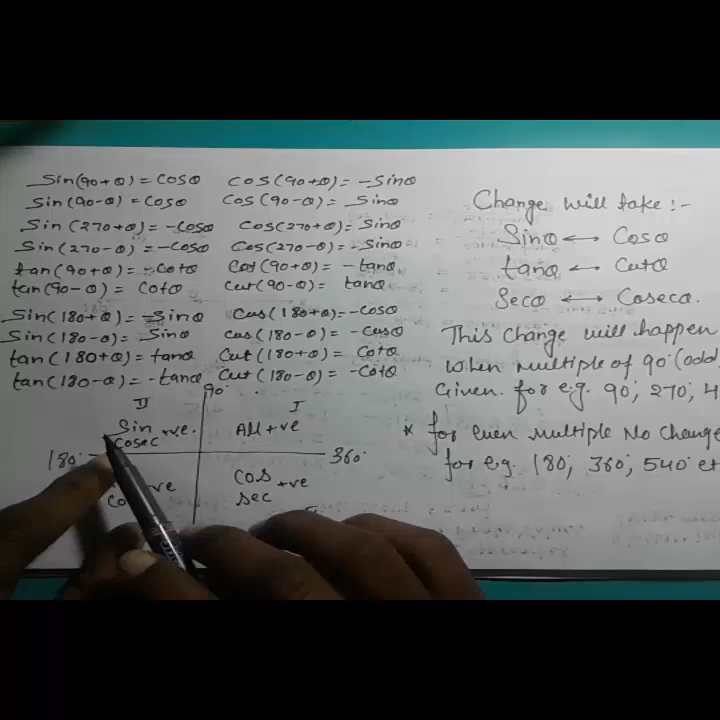 Sin(90+θ) = Cosθ
Sin(90-θ) = Cosθ
Sin(270+θ) = -Cosθ
Sin(270-θ) = -Cosθ
tan(90+θ) = -Cotθ
tan(90-θ) = Cotθ
Sin(180+θ) = -Sinθ
Sin(180-θ) = Sinθ
tan(180+θ) = tanθ
tan(180-θ) = -tanθ
Cos(90+θ) = -Sinθ
Cos(90-θ) = Sinθ
Cos(270+θ) = Sinθ
Cos(270-θ) = -Sinθ
Cot(90+θ) = -tanθ
Cot(90-θ) = tanθ
Cos(180+θ) = -Cosθ
Cos(180-θ) = -Cosθ
Cot(180+θ) = Cotθ
Cot(180-θ) = -Cotθ
90°
II
Sin +ve.
Cosec
I
All +ve
180°
360°
+ve
Co
Cos +ve
Sec
Change will take :-
Sinθ ↔ Cosθ
tanθ ↔ Cotθ
Secθ ↔ Cosecθ.
This change will happen
when multiple of 90° (odd
Given. for e.g. 90°, 270°, 4
* for even multiple No change
for e.g. 180°, 360°, 540° et